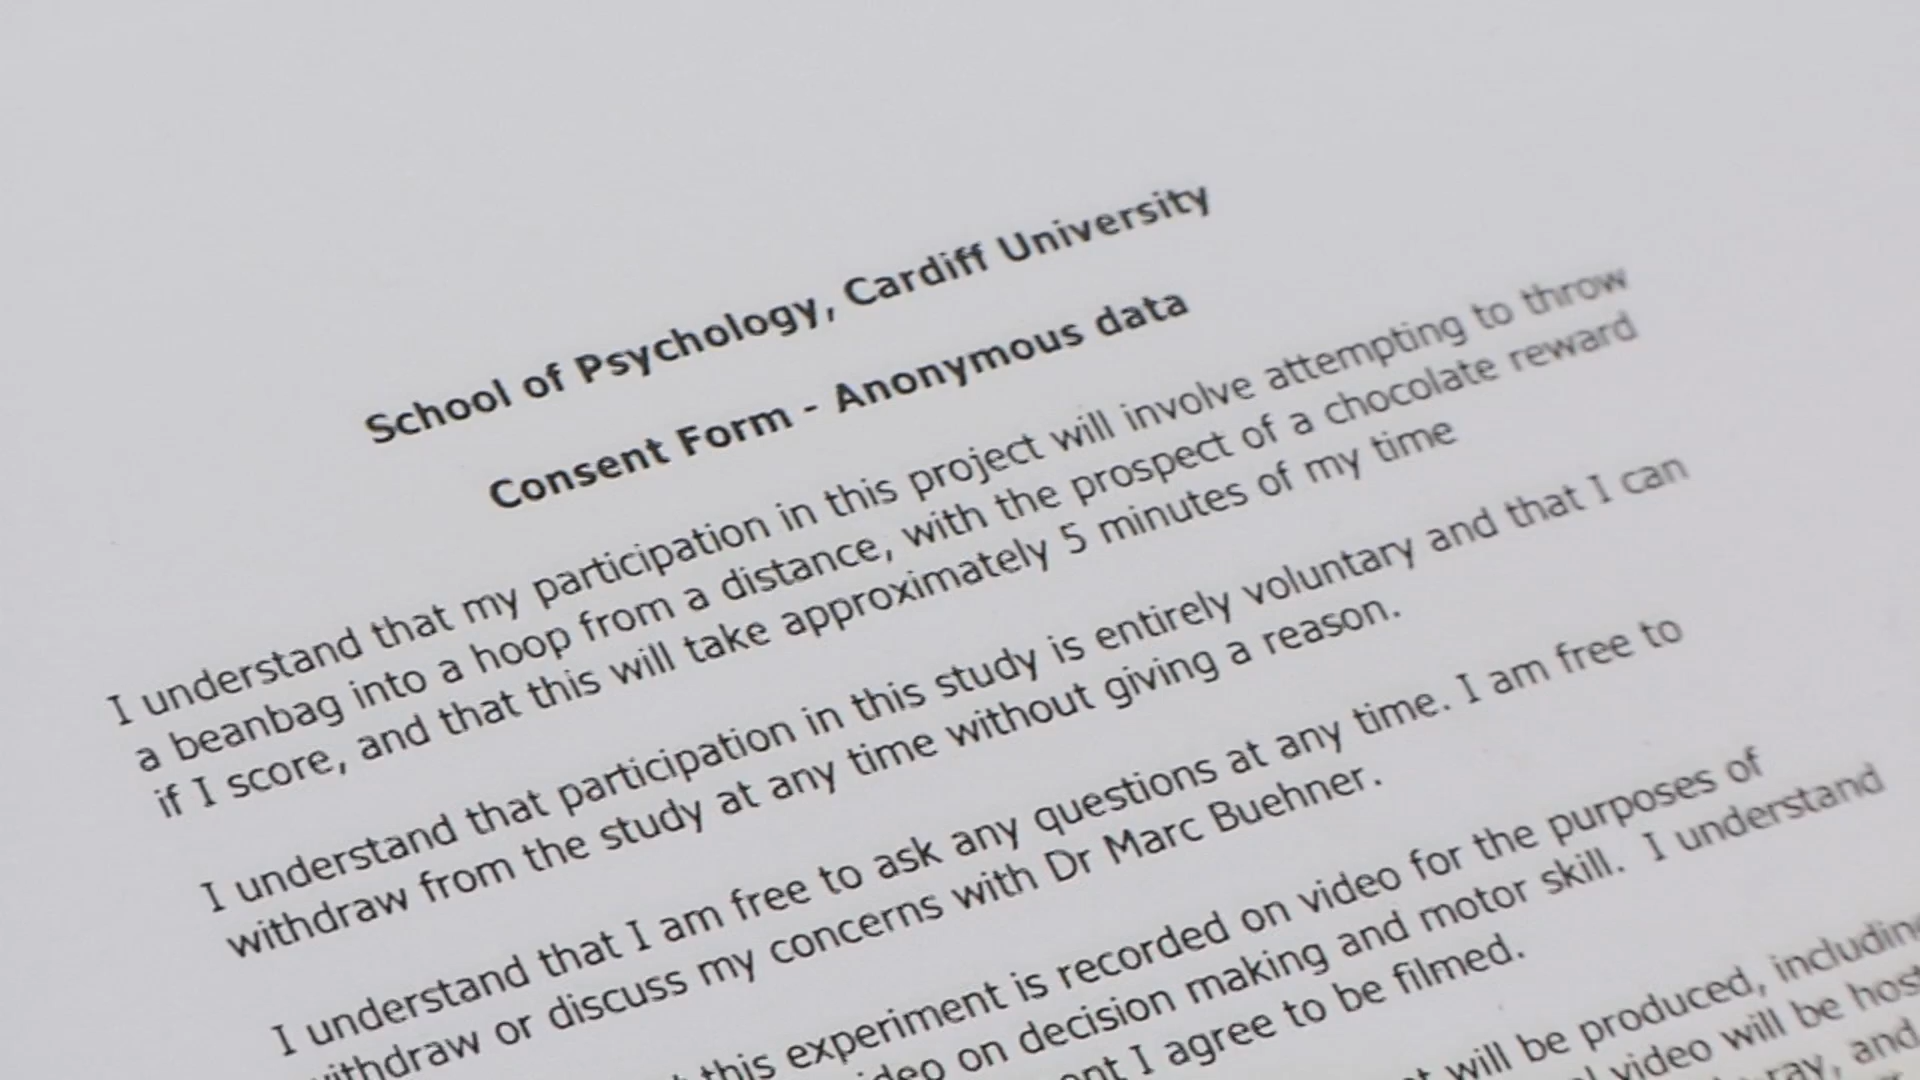 School of Psychology, Cardiff University
Consent Form - Anonymous data
I understand that my participation in this project will involve attempting to throw
a beanbag into a hoop from a distance, with the prospect of a chocolate reward
if I score, and that this will take approximately 5 minutes of my time
I understand that participation in this study is entirely voluntary and that I can
withdraw from the study at any time without giving a reason.
I understand that I am free to ask any questions at any time. I am free to
withdraw or discuss my concerns with Dr Marc Buehner.
this experiment is recorded on video for the purposes of
on decision making and motor skill. I understand
I agree to be filmed.
will be produced, including
video will be
and